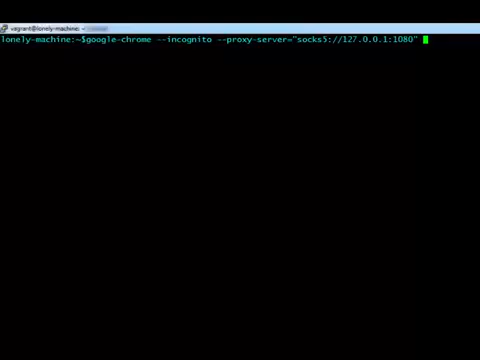 vagrant@lonely-machine: ~
lonely-machine:~$google-chrome --incognito --proxy-server="socks5://127.0.0.1:1080"